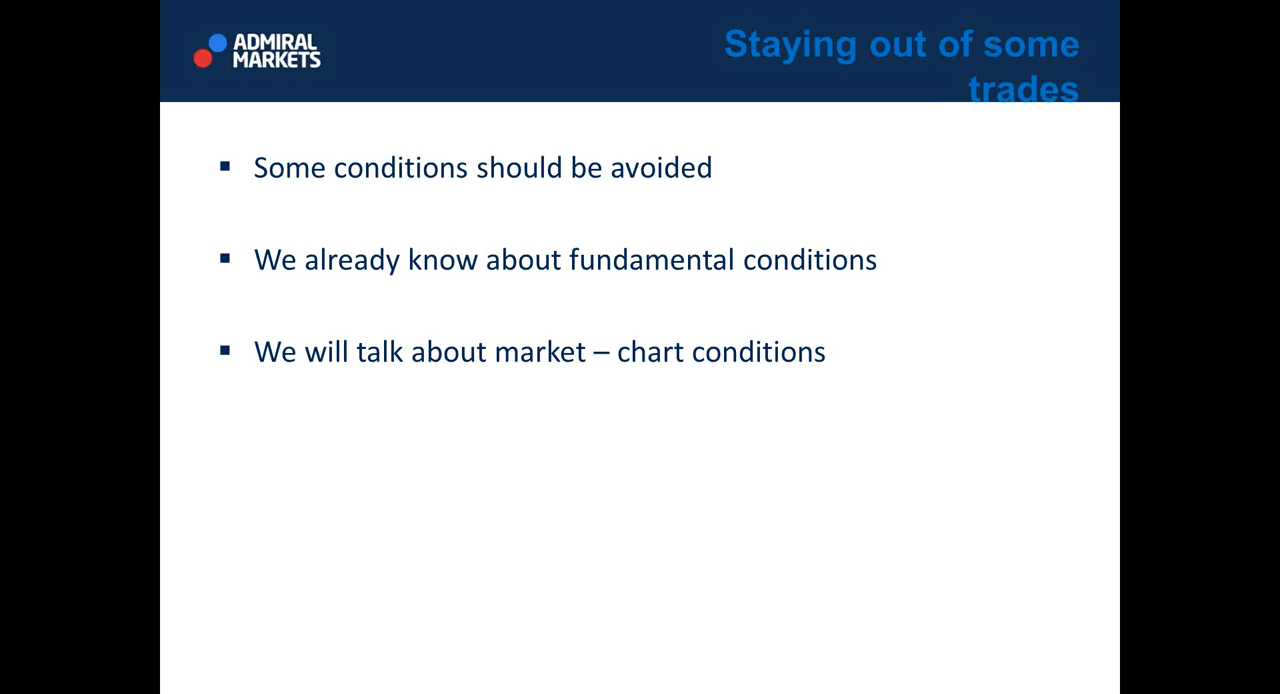 ADMIRAL
MARKETS
Staying out of some
trades
▪ Some conditions should be avoided
▪ We already know about fundamental conditions
▪ We will talk about market – chart conditions